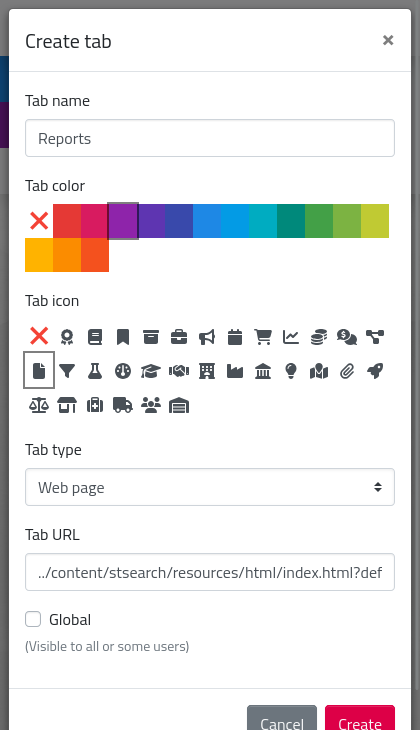 Create tab
×
Tab name
Reports
Tab color
Tab icon
Tab type
Web page
Tab URL
../content/stsearch/resources/html/index.html?def
Global
(Visible to all or some users)
Cancel
Create